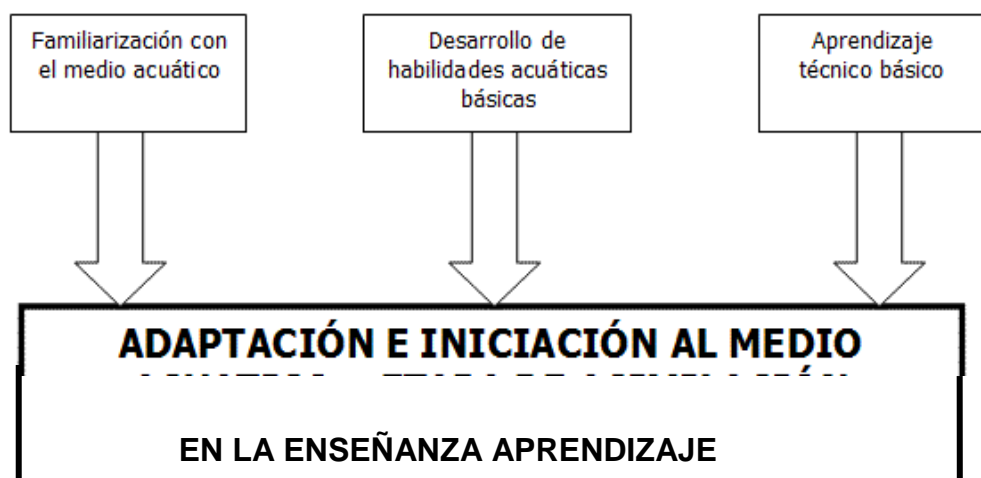 Familiarización con
el medio acuático
Desarrollo de
habilidades acuáticas
básicas
Aprendizaje
técnico básico
ADAPTACIÓN E INICIACIÓN AL MEDIO
EN LA ENSEÑANZA APRENDIZAJE